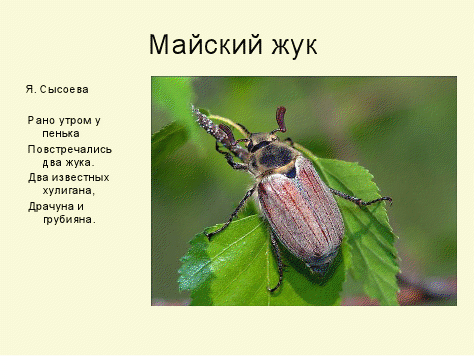 Майский жук
Я. Сысоева
Рано утром у
пенька
Повстречались
два жука.
Два известных
хулигана,
Драчуна и
грубияна.